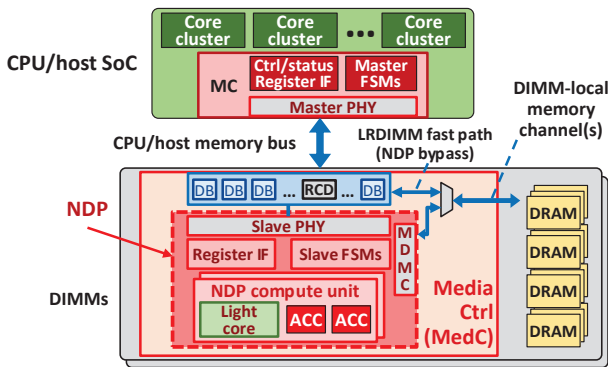 Core
cluster
Core
cluster
...
Core
cluster
CPU/host SoC
MC
Ctrl/status
Register IF
Master
FSMs
Master PHY
DIMM-local
memory
channel(s)
CPU/host memory bus
LRDIMM fast path
(NDP bypass)
DB DB DB ... RCD ... DB
NDP
Slave PHY
Register IF
Slave FSMs
MDMC
NDP compute unit
Light
core
ACC ACC
DIMMs
Media
Ctrl
(MedC)
DRAM
DRAM
DRAM
DRAM